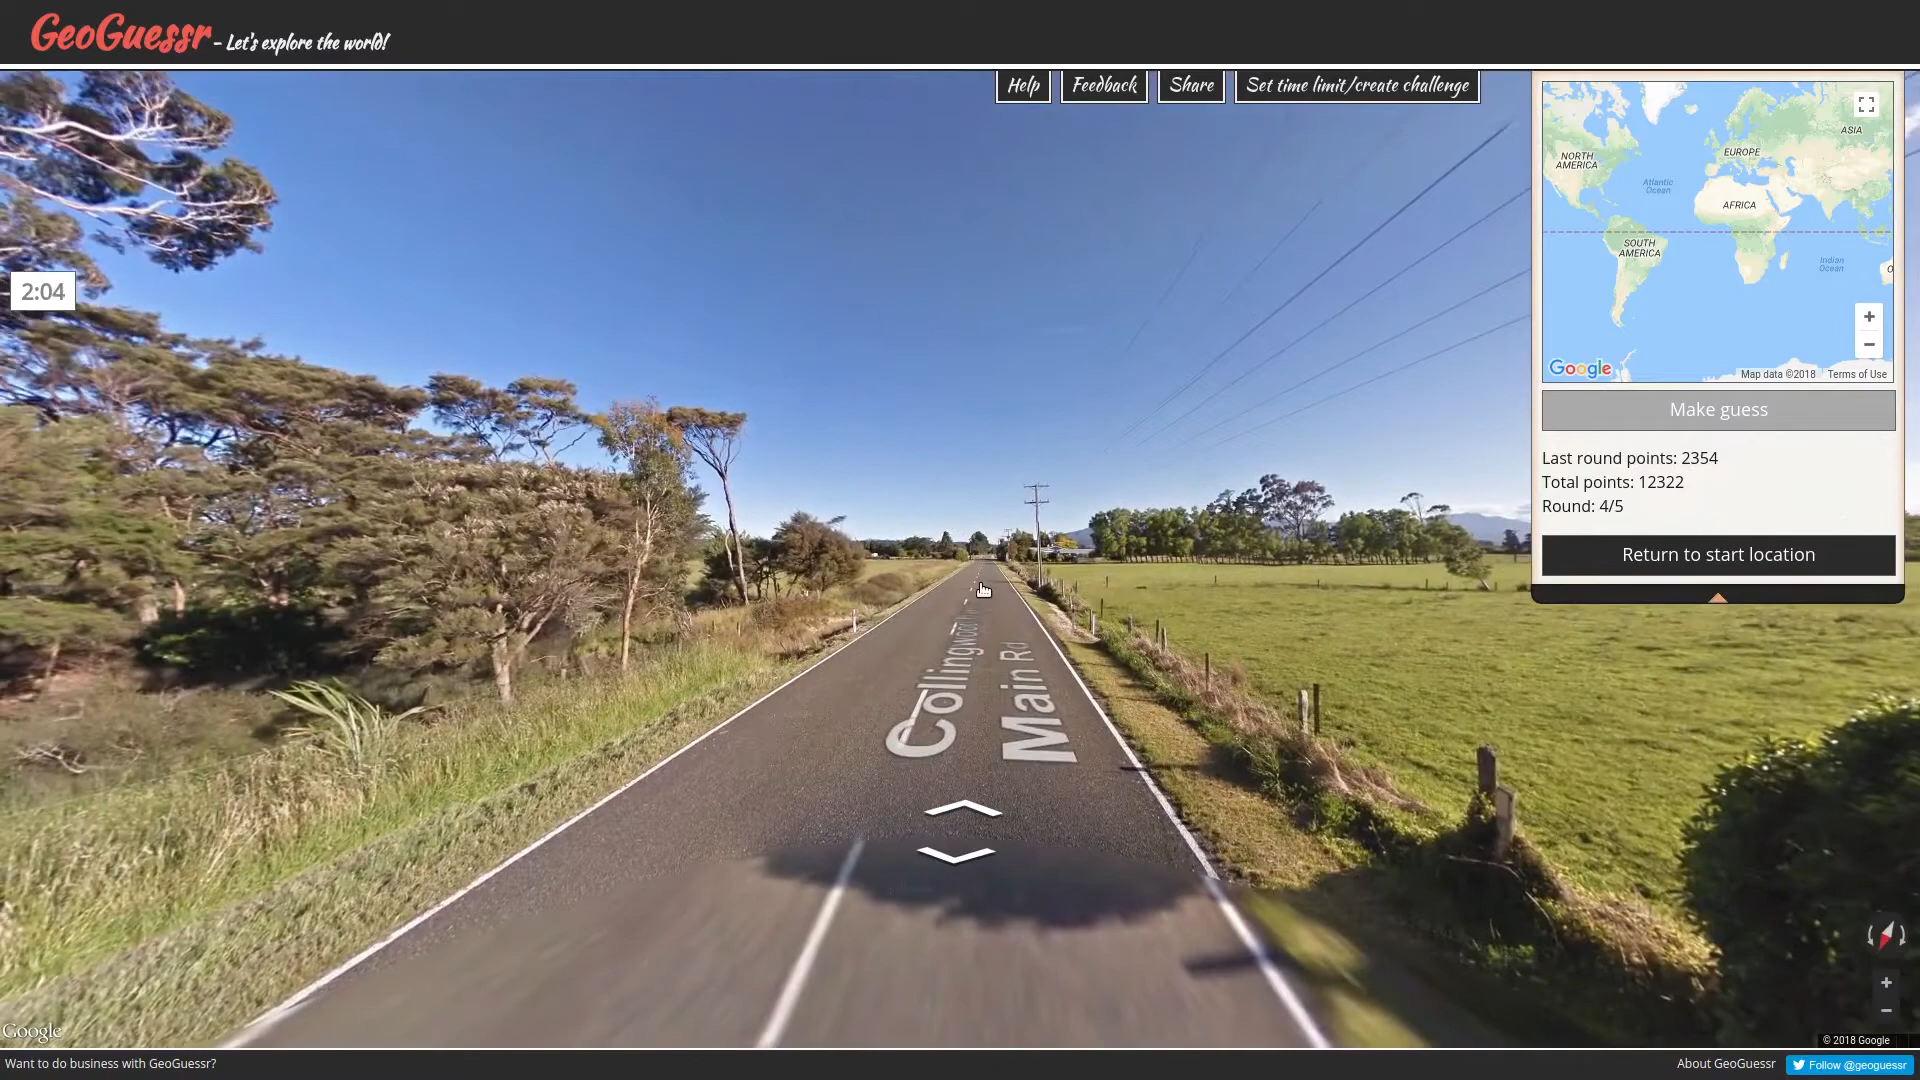 GeoGuessr - Let's explore the world!
Help
Feedback
Share
Set time limit/create challenge
NORTH AMERICA
Atlantic Ocean
EUROPE
ASIA
AFRICA
SOUTH AMERICA
Indian Ocean
O
+
−
Google
Map data ©2018
Terms of Use
Make guess
Last round points: 2354
Total points: 12322
Round: 4/5
Return to start location
2:04
Main Rd
+
−
Google
© 2018 Google
Want to do business with GeoGuessr?
About GeoGuessr
Follow @geoguessr